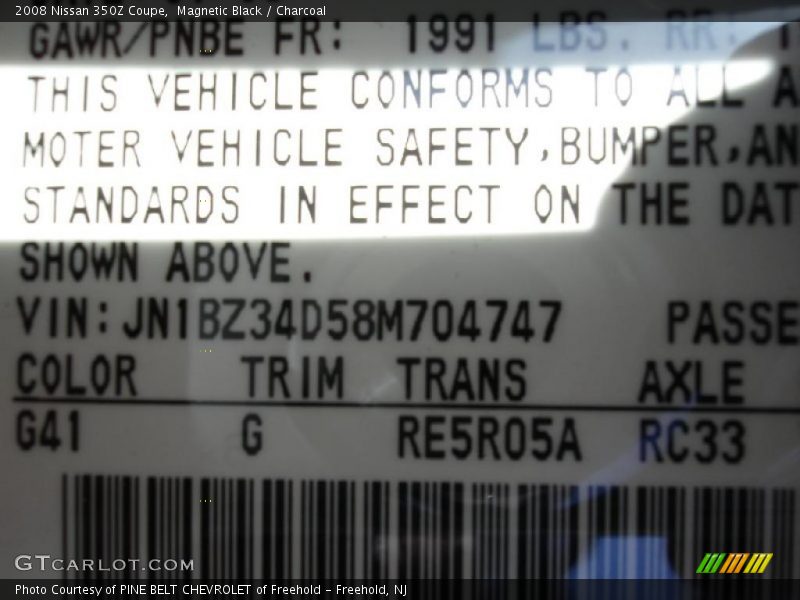 2008 Nissan 350Z Coupe, Magnetic Black / Charcoal
GAWR/PNBE FR: 1991 LBS. RR: 1
THIS VEHICLE CONFORMS TO ALL A
MOTER VEHICLE SAFETY,BUMPER,AN
STANDARDS IN EFFECT ON THE DAT
SHOWN ABOVE.
VIN:JN1BZ34D58M704747 PASSE
COLOR TRIM TRANS AXLE
G41 G RE5R05A RC33
GTCARLOT.COM
Photo Courtesy of PINE BELT CHEVROLET of Freehold - Freehold, NJ